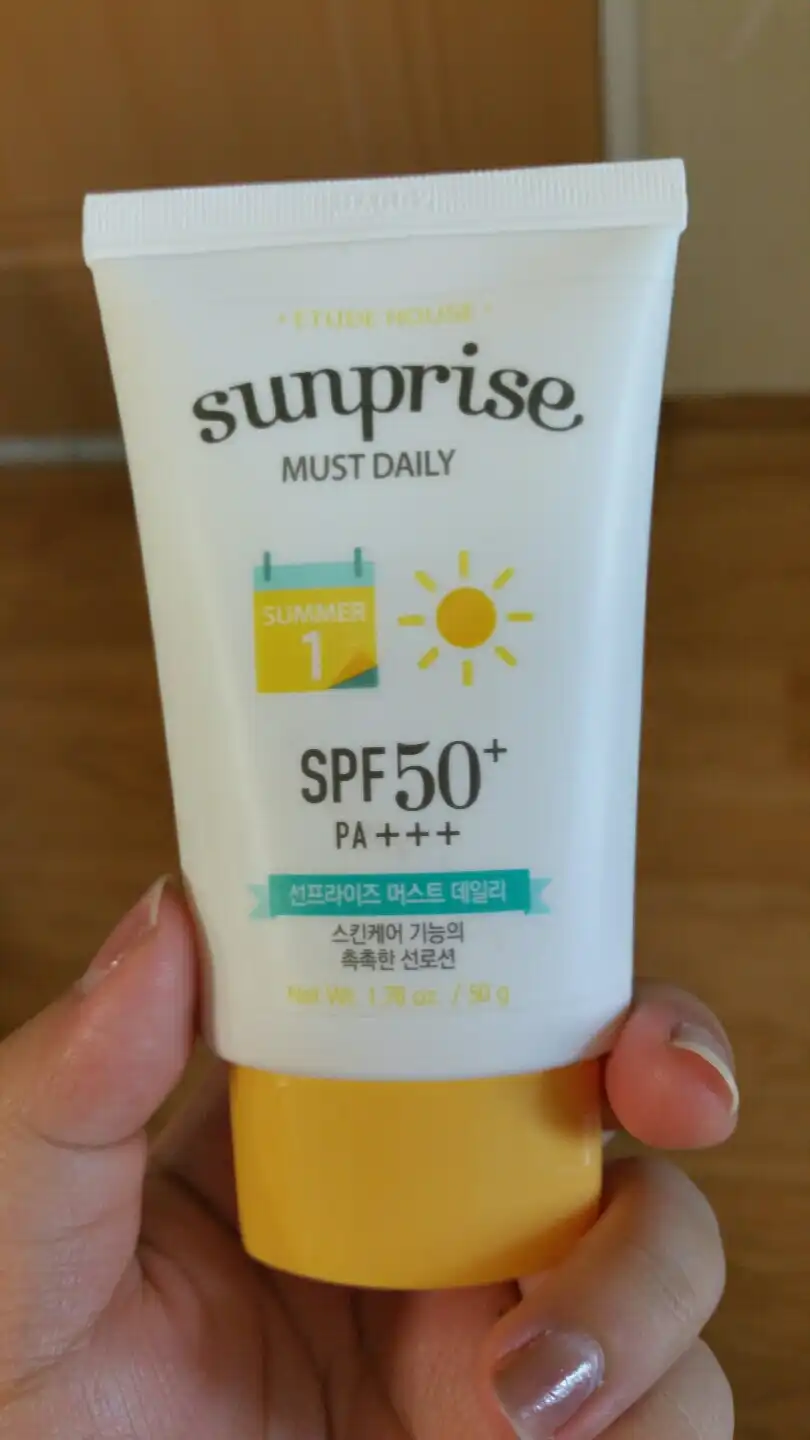 ETUDE HOUSE
sunprise
MUST DAILY
SUMMER
1
SPF 50+
PA +++
선프라이즈 머스트 데일리
스킨케어 기능의
촉촉한 선로션
Net Wt. 1.76 oz. / 50 g